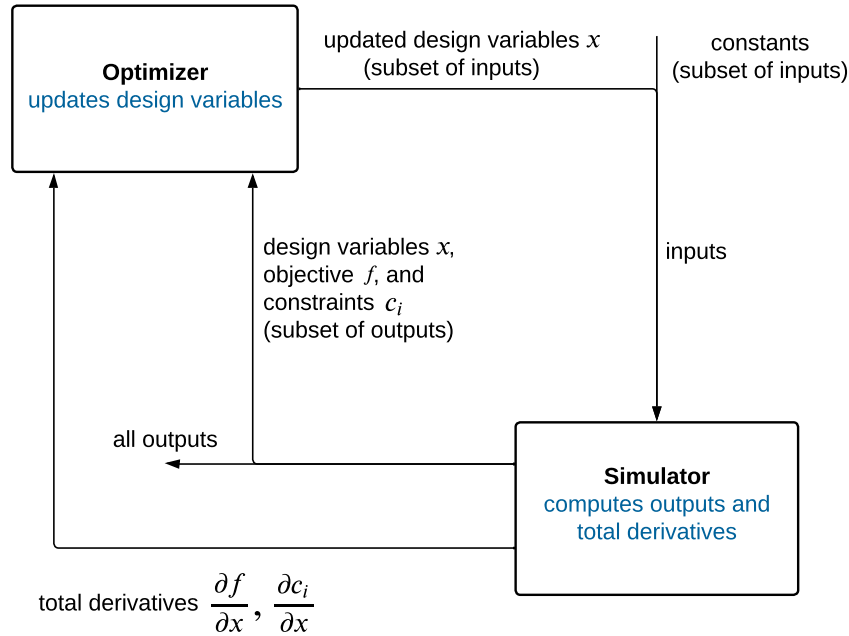 Optimizer
updates design variables
updated design variables x
(subset of inputs)
constants
(subset of inputs)
inputs
design variables x,
objective f, and
constraints c_i
(subset of outputs)
all outputs
Simulator
computes outputs and
total derivatives
total derivatives ∂f/∂x, ∂c_i/∂x